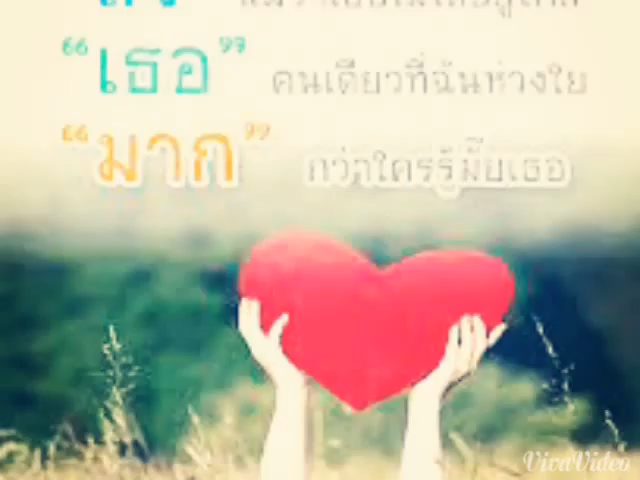 “เธอ” คนเดียวที่ฉันห่วงใย
“มาก” กว่าใครรู้มั๊ยเธอ
VivaVideo